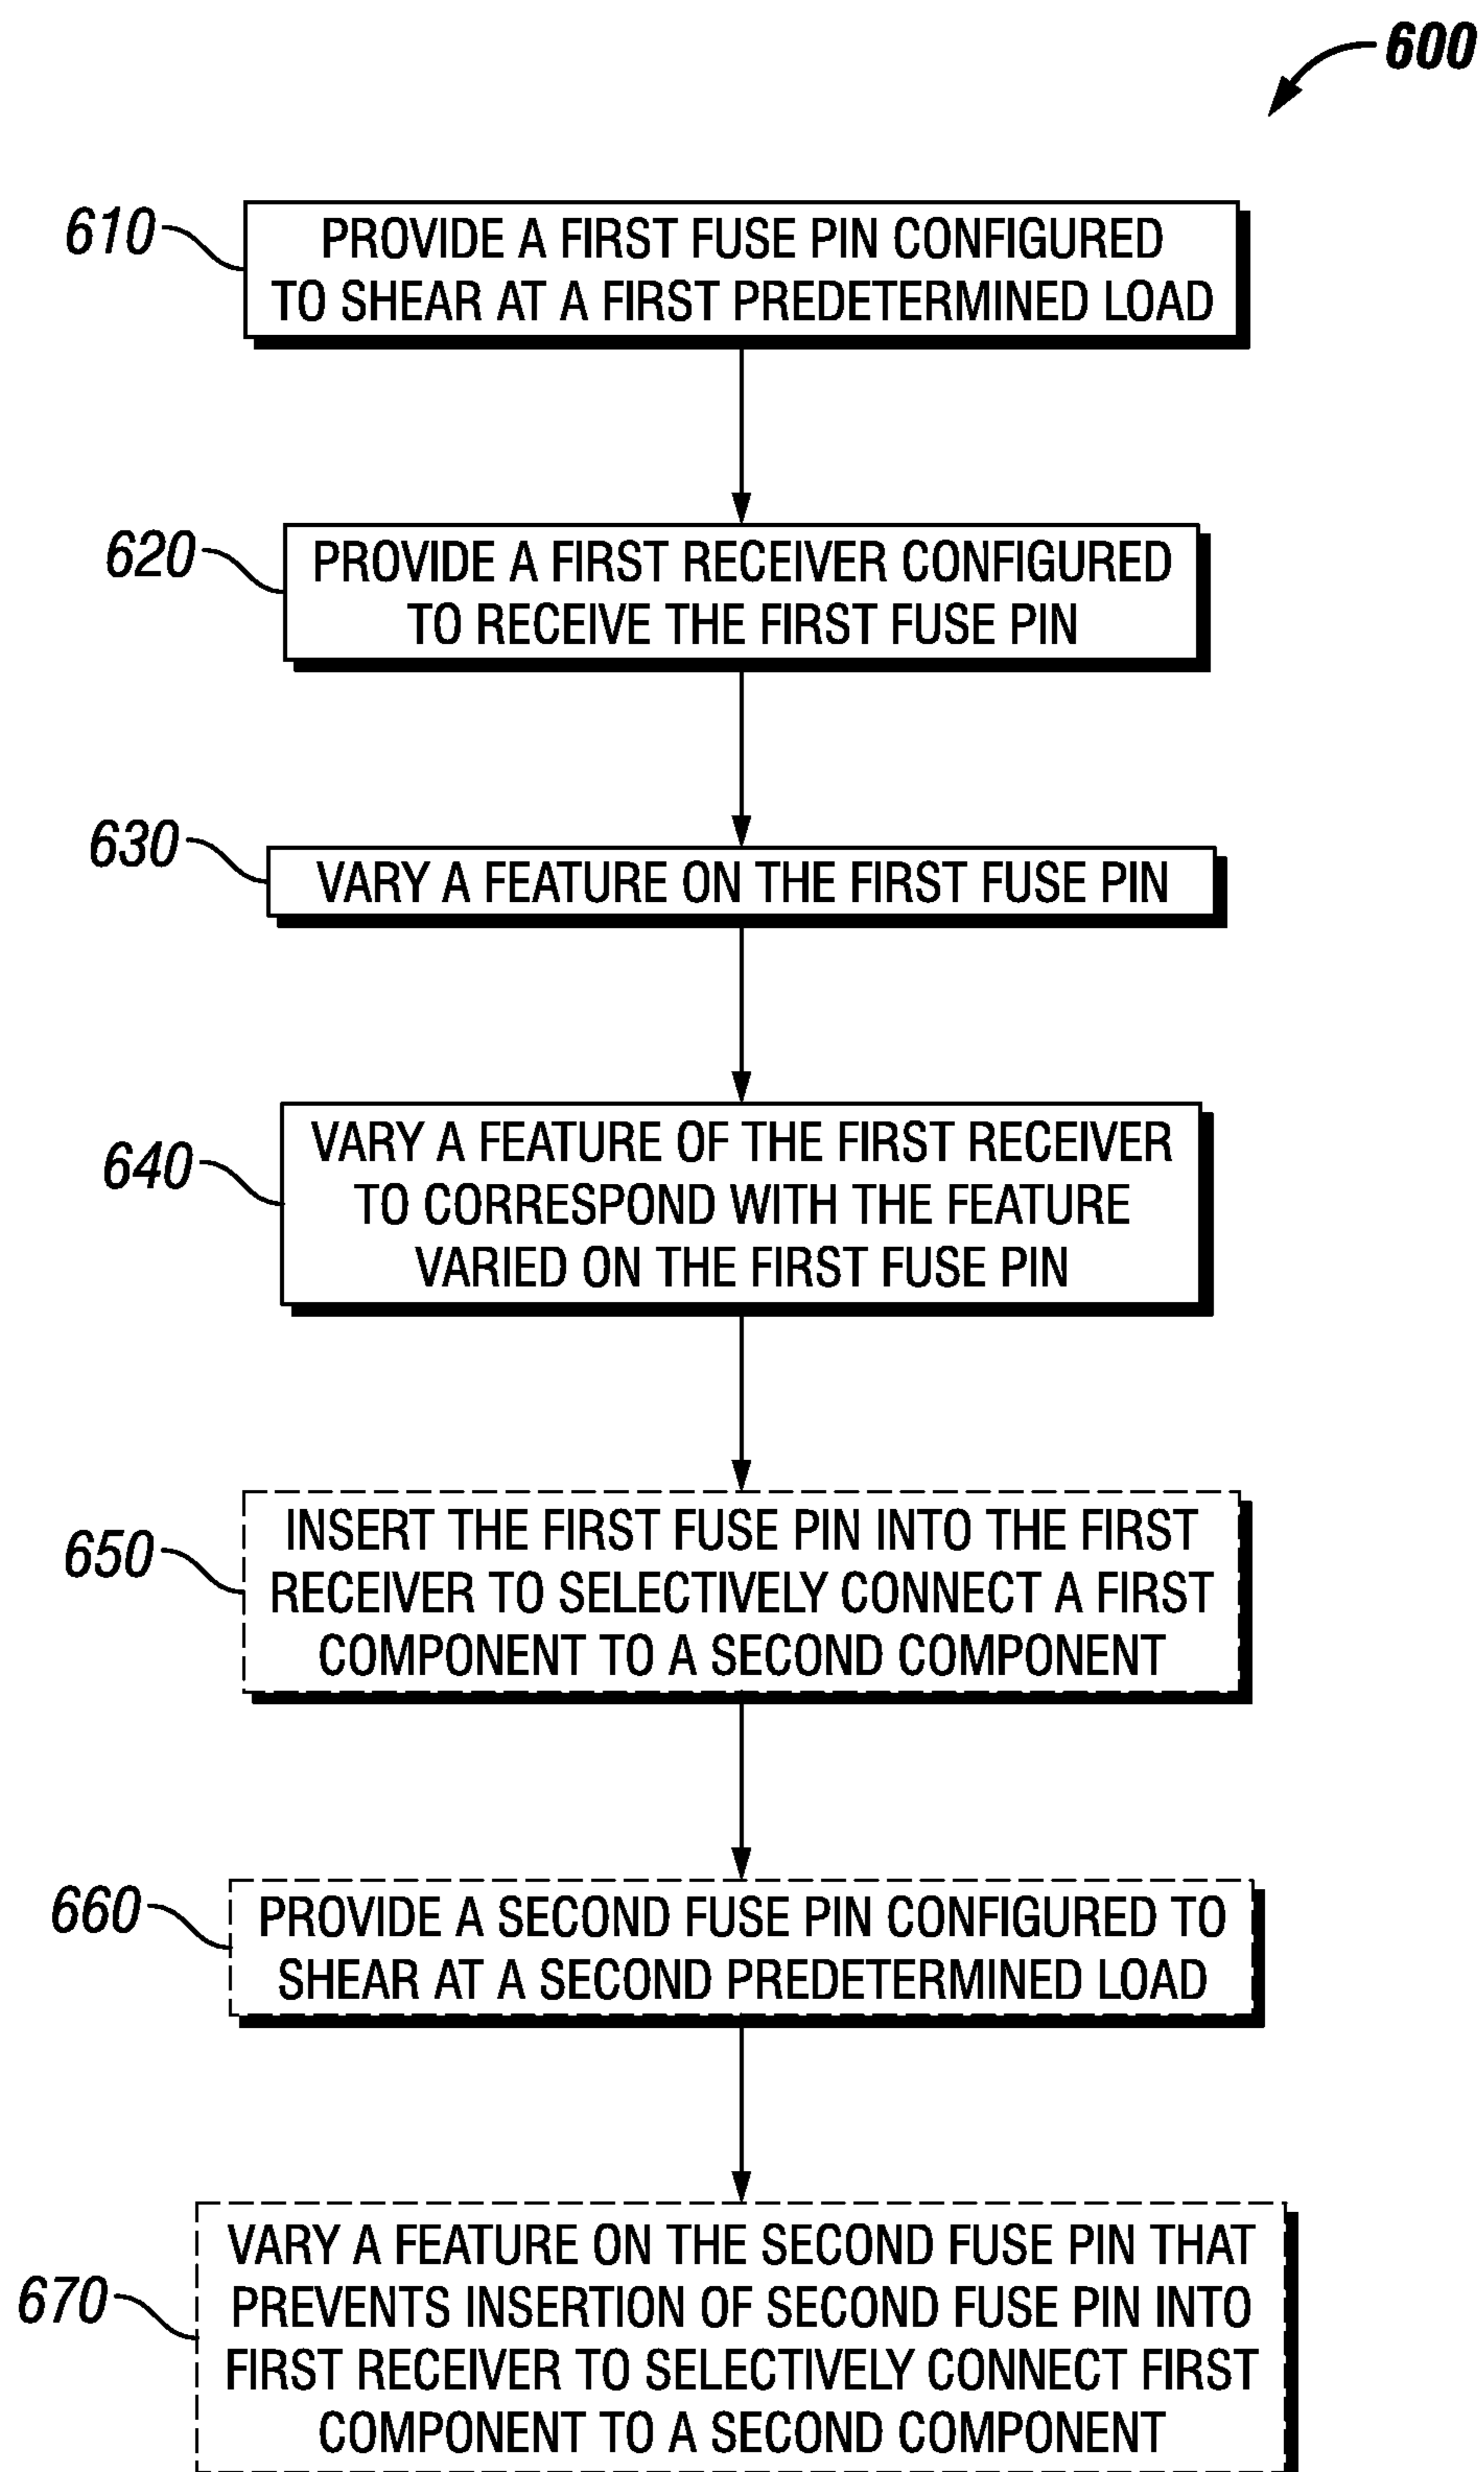 600
610
PROVIDE A FIRST FUSE PIN CONFIGURED
TO SHEAR AT A FIRST PREDETERMINED LOAD
620
PROVIDE A FIRST RECEIVER CONFIGURED
TO RECEIVE THE FIRST FUSE PIN
630
VARY A FEATURE ON THE FIRST FUSE PIN
640
VARY A FEATURE OF THE FIRST RECEIVER
TO CORRESPOND WITH THE FEATURE
VARIED ON THE FIRST FUSE PIN
650
INSERT THE FIRST FUSE PIN INTO THE FIRST
RECEIVER TO SELECTIVELY CONNECT A FIRST
COMPONENT TO A SECOND COMPONENT
660
PROVIDE A SECOND FUSE PIN CONFIGURED TO
SHEAR AT A SECOND PREDETERMINED LOAD
670
VARY A FEATURE ON THE SECOND FUSE PIN THAT
PREVENTS INSERTION OF SECOND FUSE PIN INTO
FIRST RECEIVER TO SELECTIVELY CONNECT FIRST
COMPONENT TO A SECOND COMPONENT